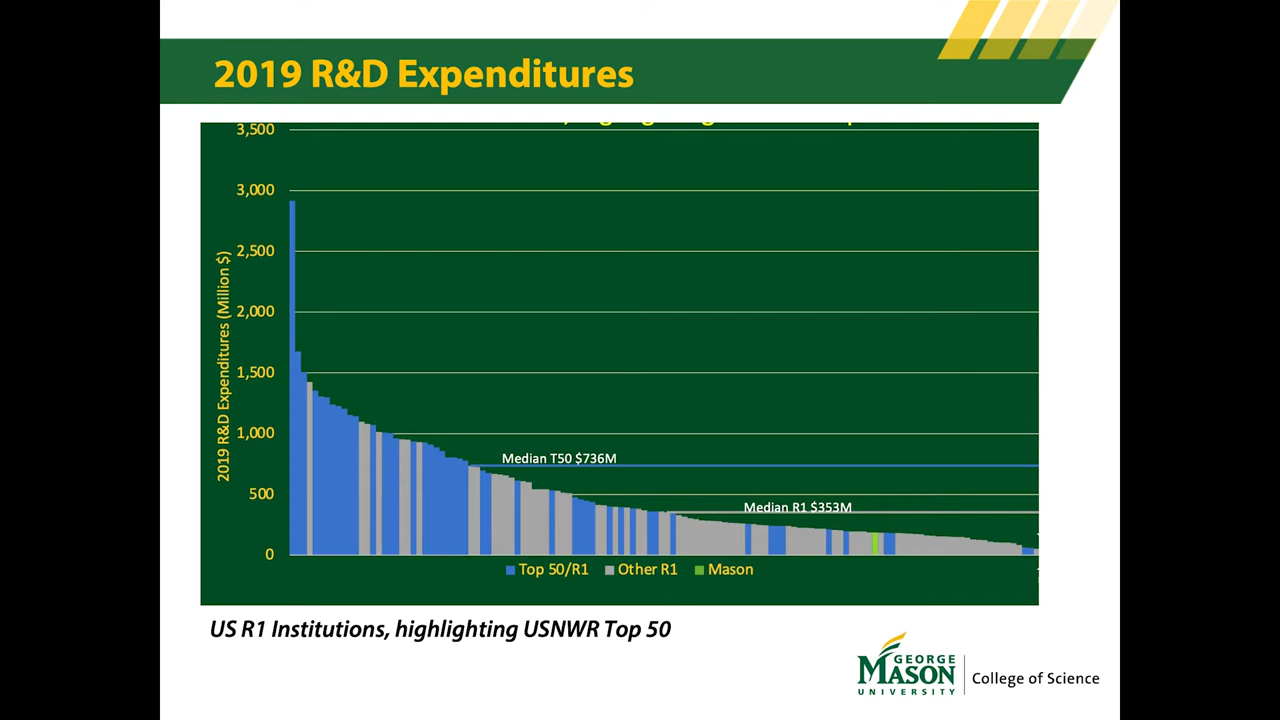 2019 R&D Expenditures
3,500
3,000
2,500
2,000
1,500
1,000
500
0
2019 R&D Expenditures (Million $)
Median T50 $736M
Median R1 $353M
Top 50/R1
Other R1
Mason
US R1 Institutions, highlighting USNWR Top 50
GEORGE
MASON
UNIVERSITY
College of Science